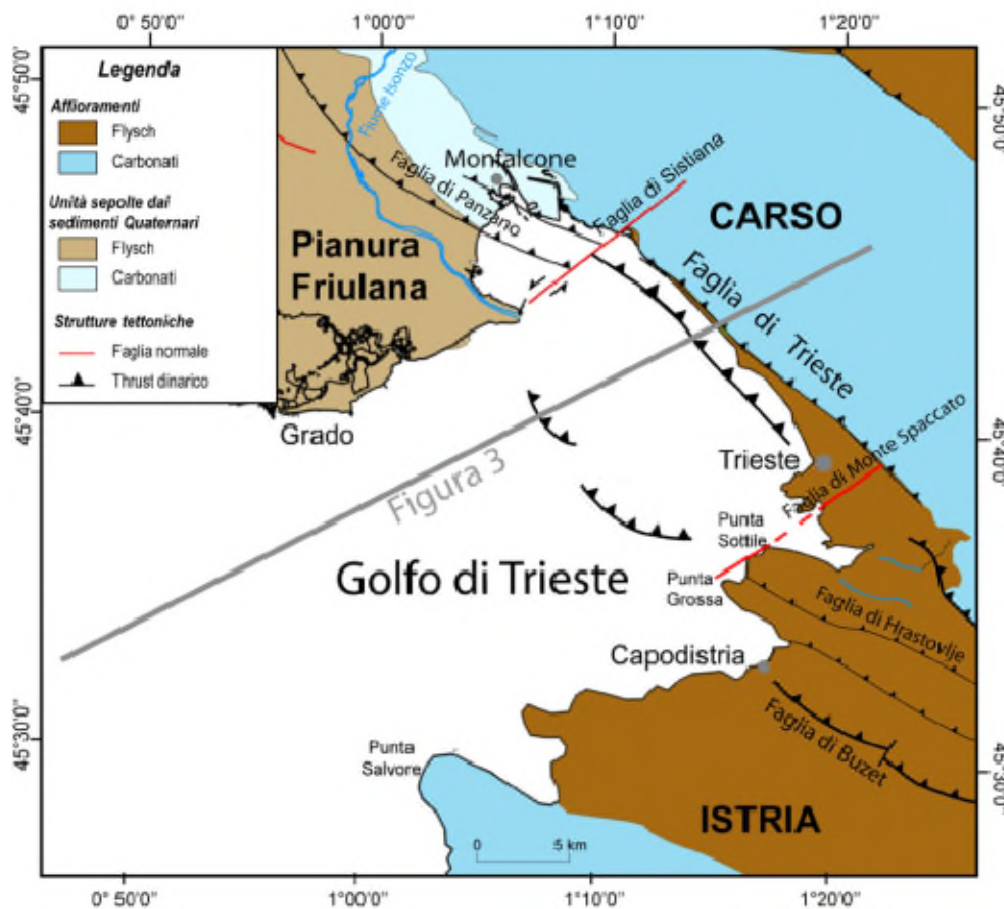 0° 50'0"
1°00'0"
1°10'0"
1°20'0"
45°50'0"
45°50'0"
Legenda
Affioramenti
Flysch
Carbonati
Unità sepolte dai
sedimenti Quaternari
Flysch
Carbonati
Strutture tettoniche
Faglia normale
Thrust dinarico
Fiume Isonzo
Monfalcone
Faglia di Panzano
Faglia di Sistiana
CARSO
Pianura
Friulana
Faglia di Trieste
45°40'0"
45°40'0"
Grado
Figura 3
Trieste
Faglia di Monte Spaccato
Punta
Sottile
Golfo di Trieste
Punta
Grossa
Faglia di Hrastovlje
Capodistria
Faglia di Buzet
45°30'0"
45°30'0"
Punta
Salvore
ISTRIA
0
5 km
0° 50'0"
1°00'0"
1°10'0"
1°20'0"